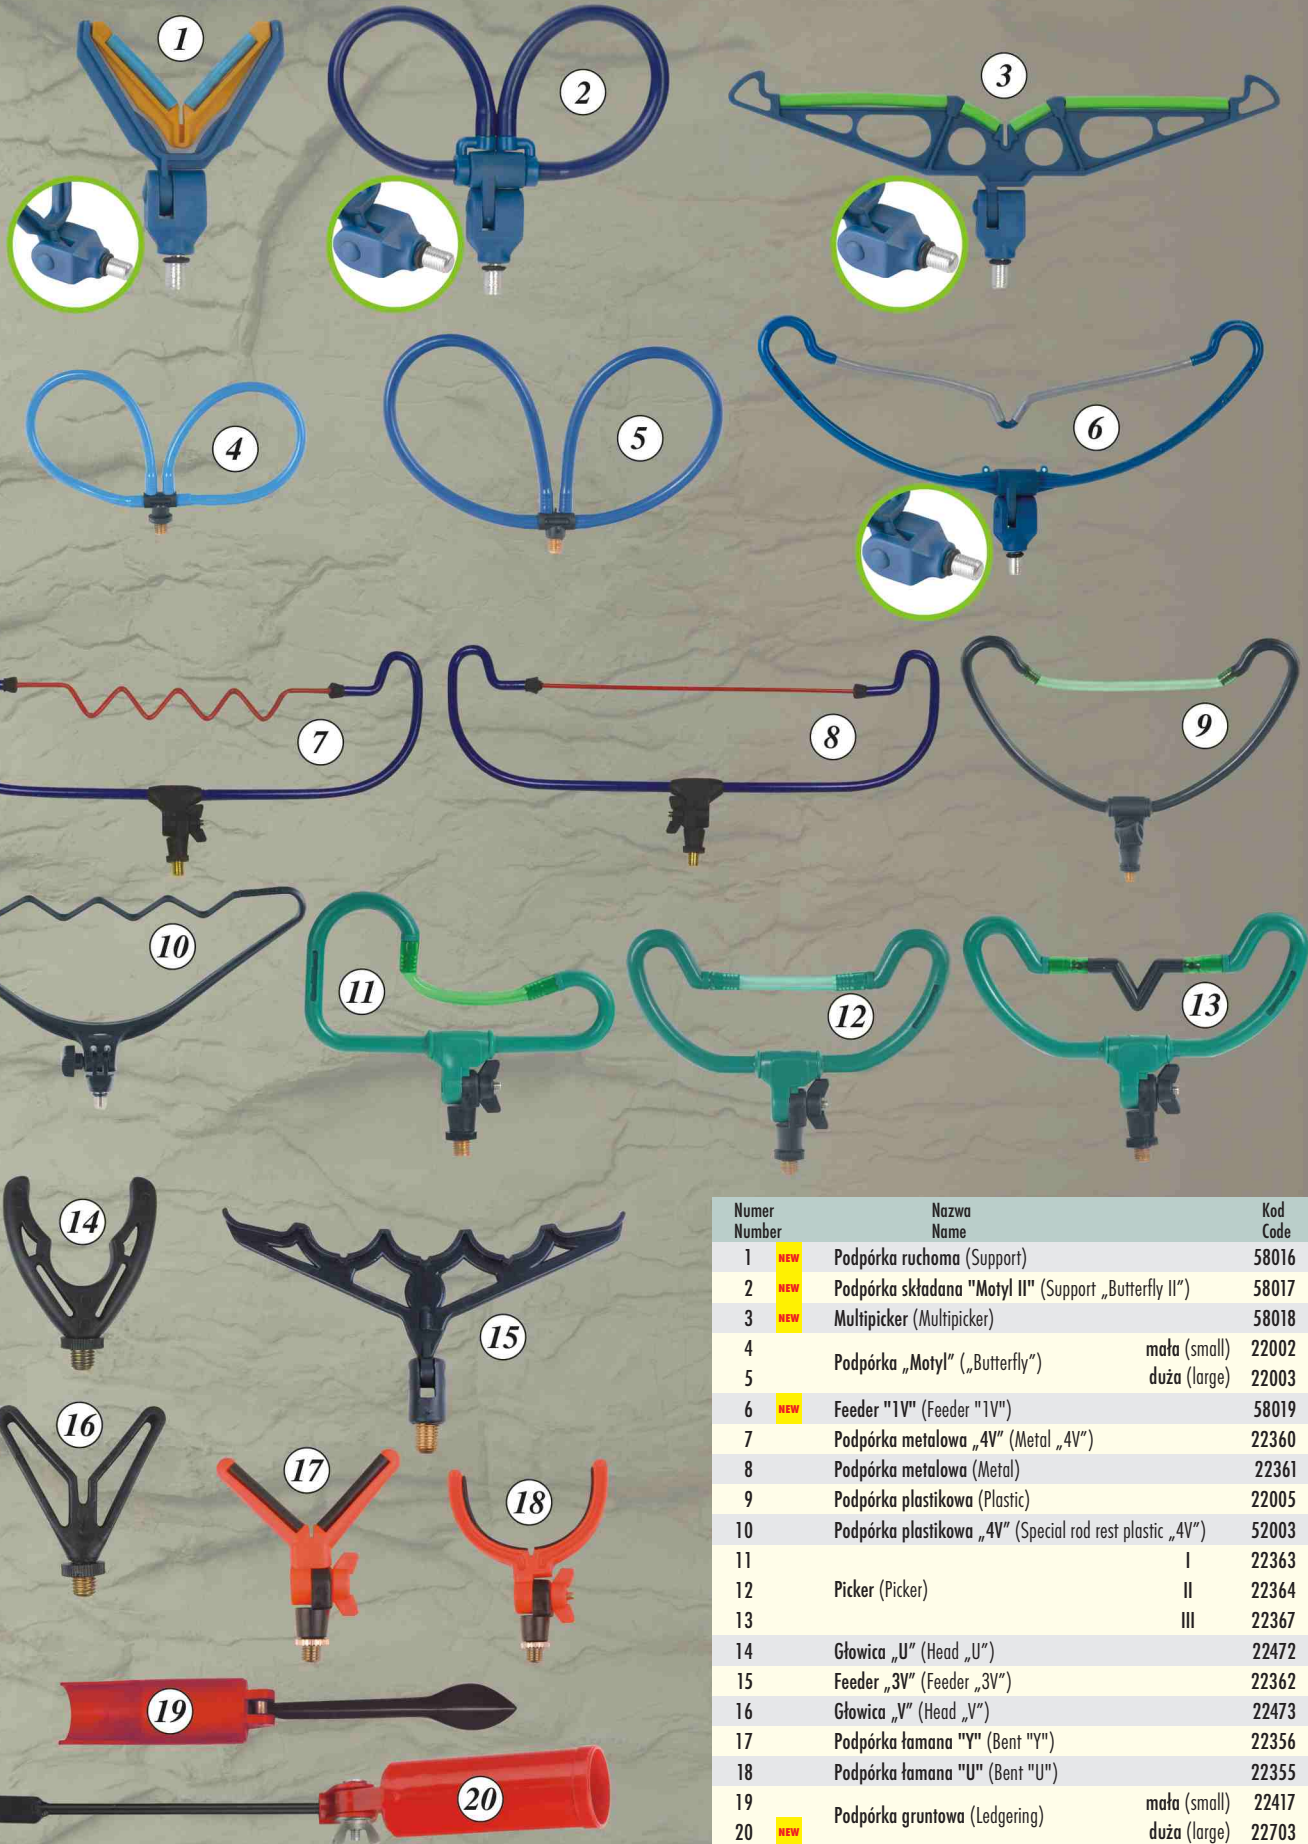 1
2
3
4
5
6
7
8
9
10
11
12
13
14
15
16
17
18
19
20
Numer Nazwa Kod
Number Name Code
1 NEW Podpórka ruchoma (Support) 58016
2 NEW Podpórka składana "Motyl II" (Support „Butterfly II”) 58017
3 NEW Multipicker (Multipicker) 58018
4 mała (small) 22002
Podpórka „Motyl” („Butterfly”)
5 duża (large) 22003
6 NEW Feeder "1V" (Feeder "1V") 58019
7 Podpórka metalowa „4V” (Metal „4V”) 22360
8 Podpórka metalowa (Metal) 22361
9 Podpórka plastikowa (Plastic) 22005
10 Podpórka plastikowa „4V” (Special rod rest plastic „4V”) 52003
11 I 22363
12 Picker (Picker) II 22364
13 III 22367
14 Głowica „U” (Head „U”) 22472
15 Feeder „3V” (Feeder „3V”) 22362
16 Głowica „V” (Head „V”) 22473
17 Podpórka łamana "Y" (Bent "Y") 22356
18 Podpórka łamana "U" (Bent "U") 22355
19 mała (small) 22417
Podpórka gruntowa (Ledgering)
20 NEW duża (large) 22703